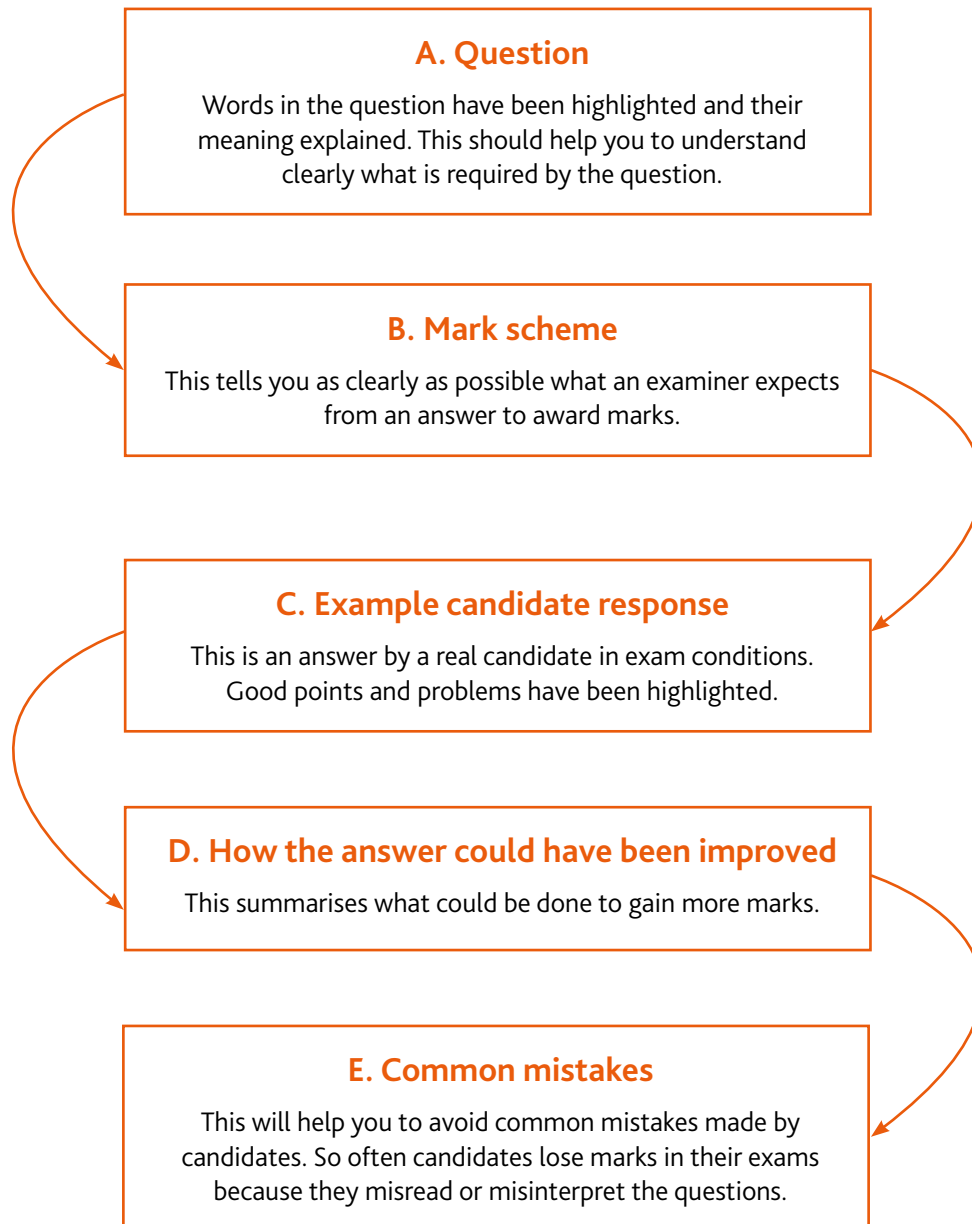 A. Question
Words in the question have been highlighted and their
meaning explained. This should help you to understand
clearly what is required by the question.
B. Mark scheme
This tells you as clearly as possible what an examiner expects
from an answer to award marks.
C. Example candidate response
This is an answer by a real candidate in exam conditions.
Good points and problems have been highlighted.
D. How the answer could have been improved
This summarises what could be done to gain more marks.
E. Common mistakes
This will help you to avoid common mistakes made by
candidates. So often candidates lose marks in their exams
because they misread or misinterpret the questions.